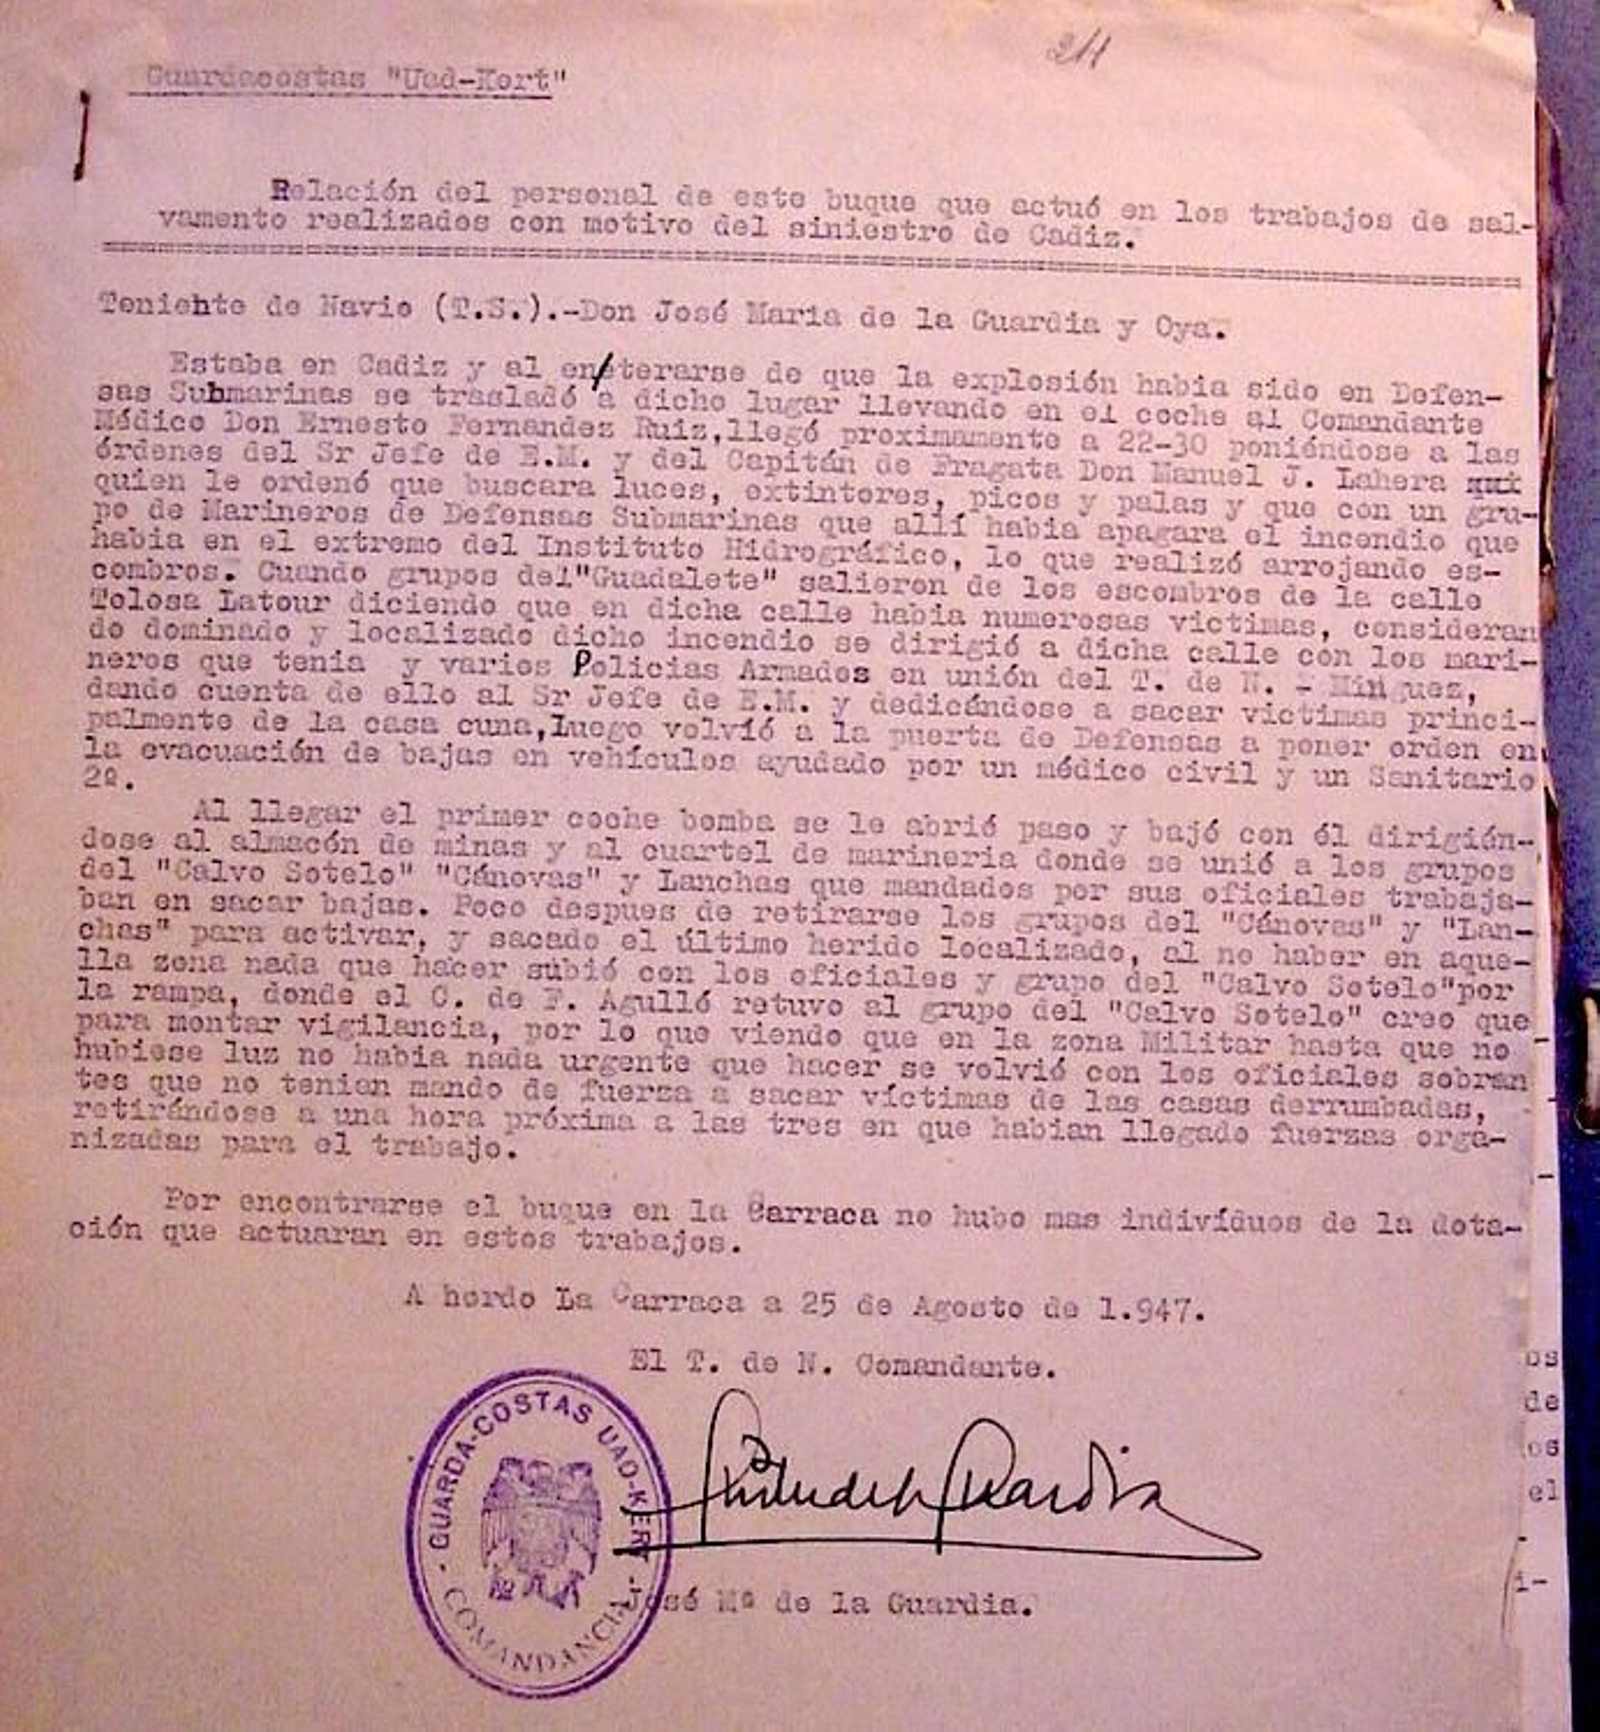 24
Guardacostas "Uad-Kert"
Relación del personal de este buque que actuó en los trabajos de sal-
vamento realizados con motivo del siniestro de Cadiz.
Teniente de Navio (T.S.).-Don José Maria de la Guardia y Oya.
Estaba en Cadiz y al en/terarse de que la explosión habia sido en Defen-
sas Submarinas se trasladó a dicho lugar llevando en el coche al Comandante
Médico Don Ernesto Fernandez Ruiz,llegó proximamente a 22-30 poniéndose a las
órdenes del Sr Jefe de E.M. y del Capitán de Fragata Don Manuel J. Lahera
quien le ordenó que buscara luces, extintores, picos y palas y que con un gru-
po de Marineros de Defensas Submarinas que allí habia apagara el incendio que
habia en el extremo del Instituto Hidrográfico, lo que realizó arrojando es-
combros. Cuando grupos del"Guadalete" salieron de los escombros de la calle
Tolosa Latour diciendo que en dicha calle habia numerosas victimas, consideran
do dominado y localizado dicho incendio se dirigió a dicha calle con los mari-
neros que tenia y varios Policias Armados en unión del T. de N. - Minguez,
dando cuenta de ello al Sr Jefe de E.M. y dedicándose a sacar victimas princi-
palmente de la casa cuna,Luego volvió a la puerta de Defensas a poner orden en
la evacuación de bajas en vehículos ayudado por un médico civil y un Sanitario
2º.
Al llegar el primer coche bomba se le abrió paso y bajó con él dirigién-
dose al almacón de minas y al cuartel de marineria donde se unió a los grupos
del "Calvo Sotelo" "Cánovas" y Lanchas que mandados por sus oficiales trabaja-
ban en sacar bajas. Poco despues de retirarse los grupos del "Cánovas" y "Lan-
chas" para activar, y sacado el último herido localizado, al no haber en aque-
lla zona nada que hacer subió con los oficiales y grupo del "Calvo Sotelo"por
la rampa, donde el C. de F. Agulló retuvo al grupo del "Calvo Sotelo" creo que
para montar vigilancia, por lo que viendo que en la zona Militar hasta que no
hubiese luz no habia nada urgente que hacer se volvió con los oficiales sobran
tes que no tenian mando de fuerza a sacar víctimas de las casas derrumbadas,
retirándose a una hora próxima a las tres en que habian llegado fuerzas orga-
nizadas para el trabajo.
Por encontrarse el buque en la Carraca no hubo mas indivíduos de la dota-
ción que actuaran en estos trabajos.
A bordo La Carraca a 25 de Agosto de 1.947.
El T. de N. Comandante.
GUARDA-COSTAS UAD-KERT
COMANDANCIA
José Mª de la Guardia.
os
de
os
el
i-